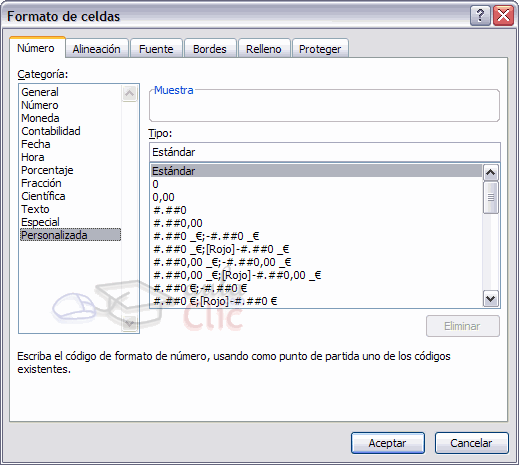 Formato de celdas
Número Alineación Fuente Bordes Relleno Proteger
Categoría:
General
Número
Moneda
Contabilidad
Fecha
Hora
Porcentaje
Fracción
Científica
Texto
Especial
Personalizada
Muestra
Tipo:
Estándar
Estándar
0
0,00
#.##0
#.##0,00
#.##0 _€;-#.##0 _€
#.##0 _€;[Rojo]-#.##0 _€
#.##0,00 _€;-#.##0,00 _€
#.##0,00 _€;[Rojo]-#.##0,00 _€
#.##0 €;-#.##0 €
#.##0 €;[Rojo]-#.##0 €
Clic
Eliminar
Escriba el código de formato de número, usando como punto de partida uno de los códigos
existentes.
Aceptar Cancelar